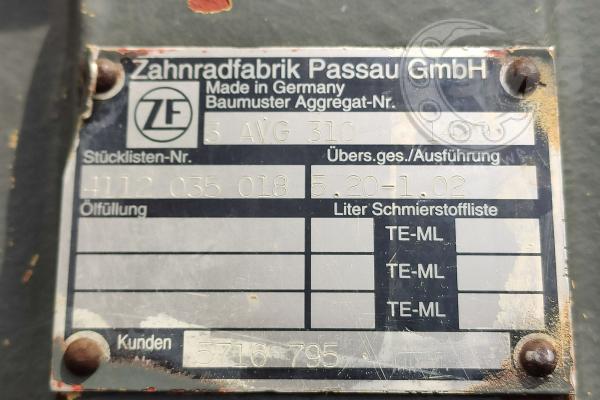 Zahnradfabrik Passau GmbH
Made in Germany
Baumuster Aggregat-Nr.
ZF
3 AVG 310
Stücklisten-Nr. Übers.ges./Ausführung
4112 035 018 5.20-1.02
Ölfüllung Liter Schmierstoffliste
TE-ML
TE-ML
TE-ML
Kunden
5718 795